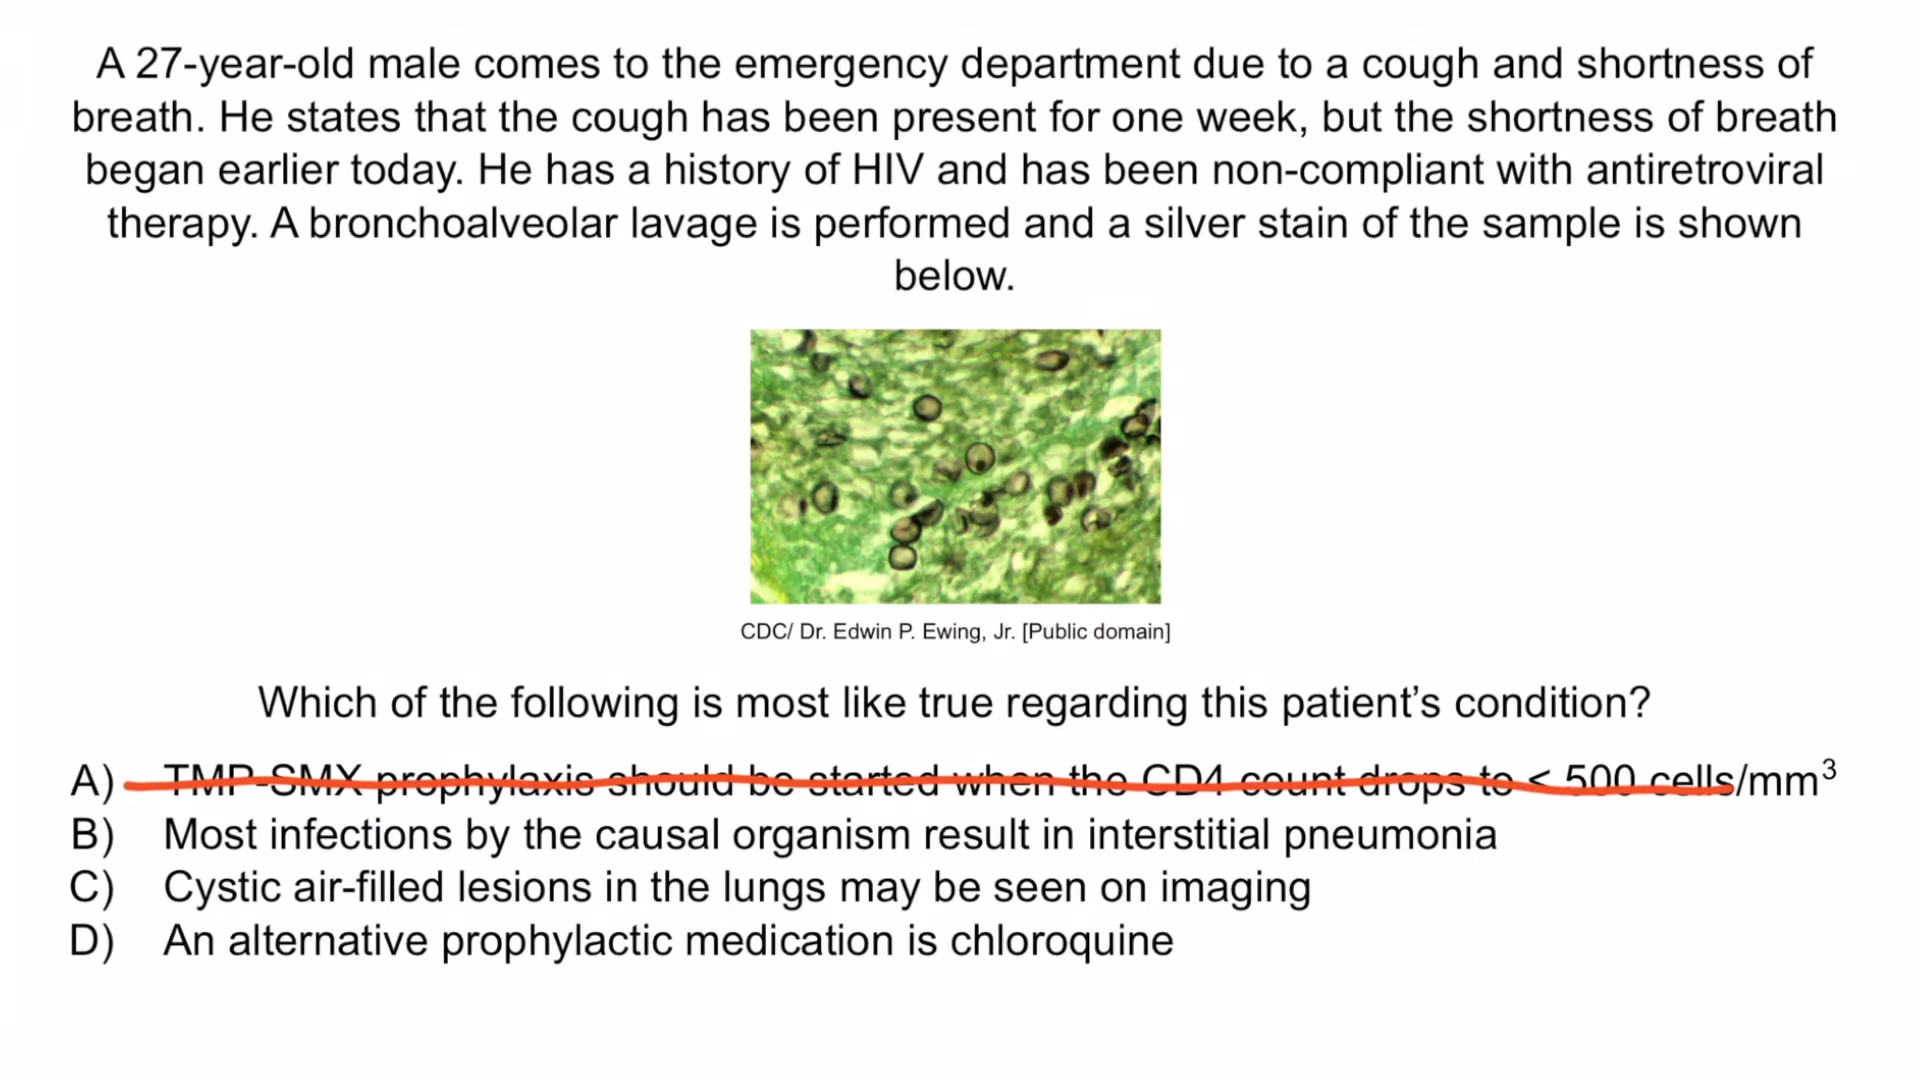 A 27-year-old male comes to the emergency department due to a cough and shortness of
breath. He states that the cough has been present for one week, but the shortness of breath
began earlier today. He has a history of HIV and has been non-compliant with antiretroviral
therapy. A bronchoalveolar lavage is performed and a silver stain of the sample is shown
below.
CDC/ Dr. Edwin P. Ewing, Jr. [Public domain]
Which of the following is most like true regarding this patient’s condition?
A) TMP-SMX prophylaxis should be started when the CD4 count drops to < 500 cells/mm³
B) Most infections by the causal organism result in interstitial pneumonia
C) Cystic air-filled lesions in the lungs may be seen on imaging
D) An alternative prophylactic medication is chloroquine